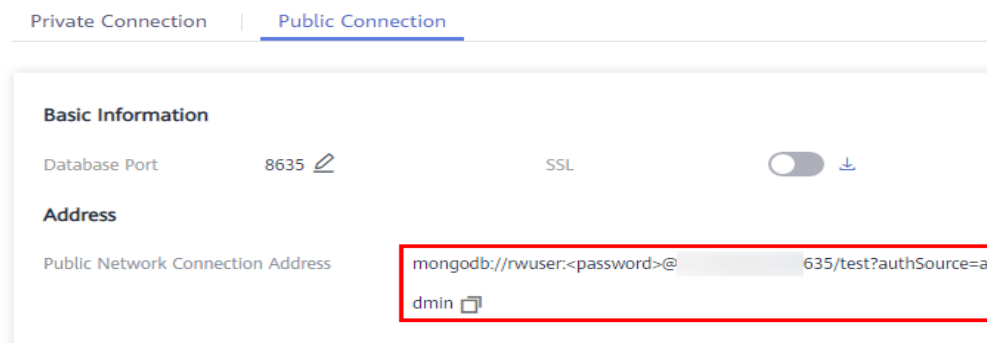 Private Connection Public Connection
Basic Information
Database Port 8635 SSL
Address
Public Network Connection Address mongodb://rwuser:<password>@ 635/test?authSource=a
dmin